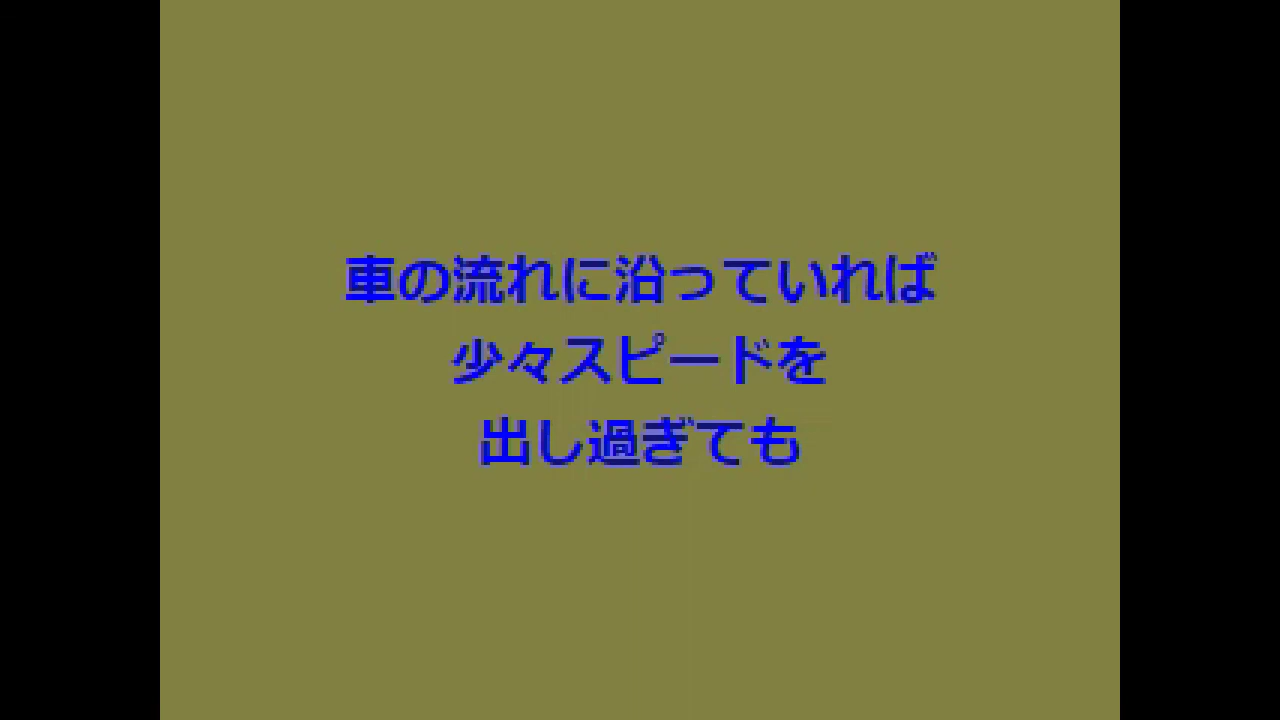 車の流れに沿っていれば
少々スピードを
出し過ぎても